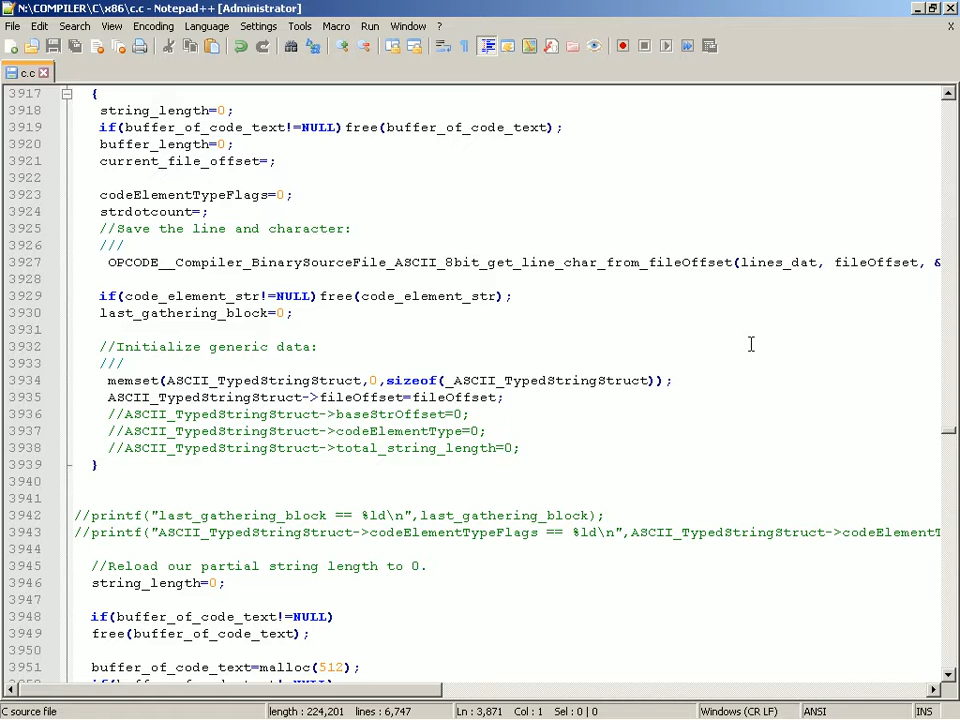 N:\COMPILER\C\x86\c.c - Notepad++ [Administrator]
File Edit Search View Encoding Language Settings Tools Macro Run Window ? X
c.c
3917 {
3918 string_length=0;
3919 if(buffer_of_code_text!=NULL)free(buffer_of_code_text);
3920 buffer_length=0;
3921 current_file_offset=;
3922
3923 codeElementTypeFlags=0;
3924 strdotcount=;
3925 //Save the line and character:
3926 ///
3927 OPCODE__Compiler_BinarySourceFile_ASCII_8bit_get_line_char_from_fileOffset(lines_dat, fileOffset, &
3928
3929 if(code_element_str!=NULL)free(code_element_str);
3930 last_gathering_block=0;
3931
3932 //Initialize generic data:
3933 ///
3934 memset(ASCII_TypedStringStruct,0,sizeof(_ASCII_TypedStringStruct));
3935 ASCII_TypedStringStruct->fileOffset=fileOffset;
3936 //ASCII_TypedStringStruct->baseStrOffset=0;
3937 //ASCII_TypedStringStruct->codeElementType=0;
3938 //ASCII_TypedStringStruct->total_string_length=0;
3939 }
3940
3941
3942 //printf("last_gathering_block == %ld\n",last_gathering_block);
3943 //printf("ASCII_TypedStringStruct->codeElementTypeFlags == %ld\n",ASCII_TypedStringStruct->codeElementT
3944
3945 //Reload our partial string length to 0.
3946 string_length=0;
3947
3948 if(buffer_of_code_text!=NULL)
3949 free(buffer_of_code_text);
3950
3951 buffer_of_code_text=malloc(512);
C source file length : 224,201 lines : 6,747 Ln : 3,871 Col : 1 Sel : 0 | 0 Windows (CR LF) ANSI INS